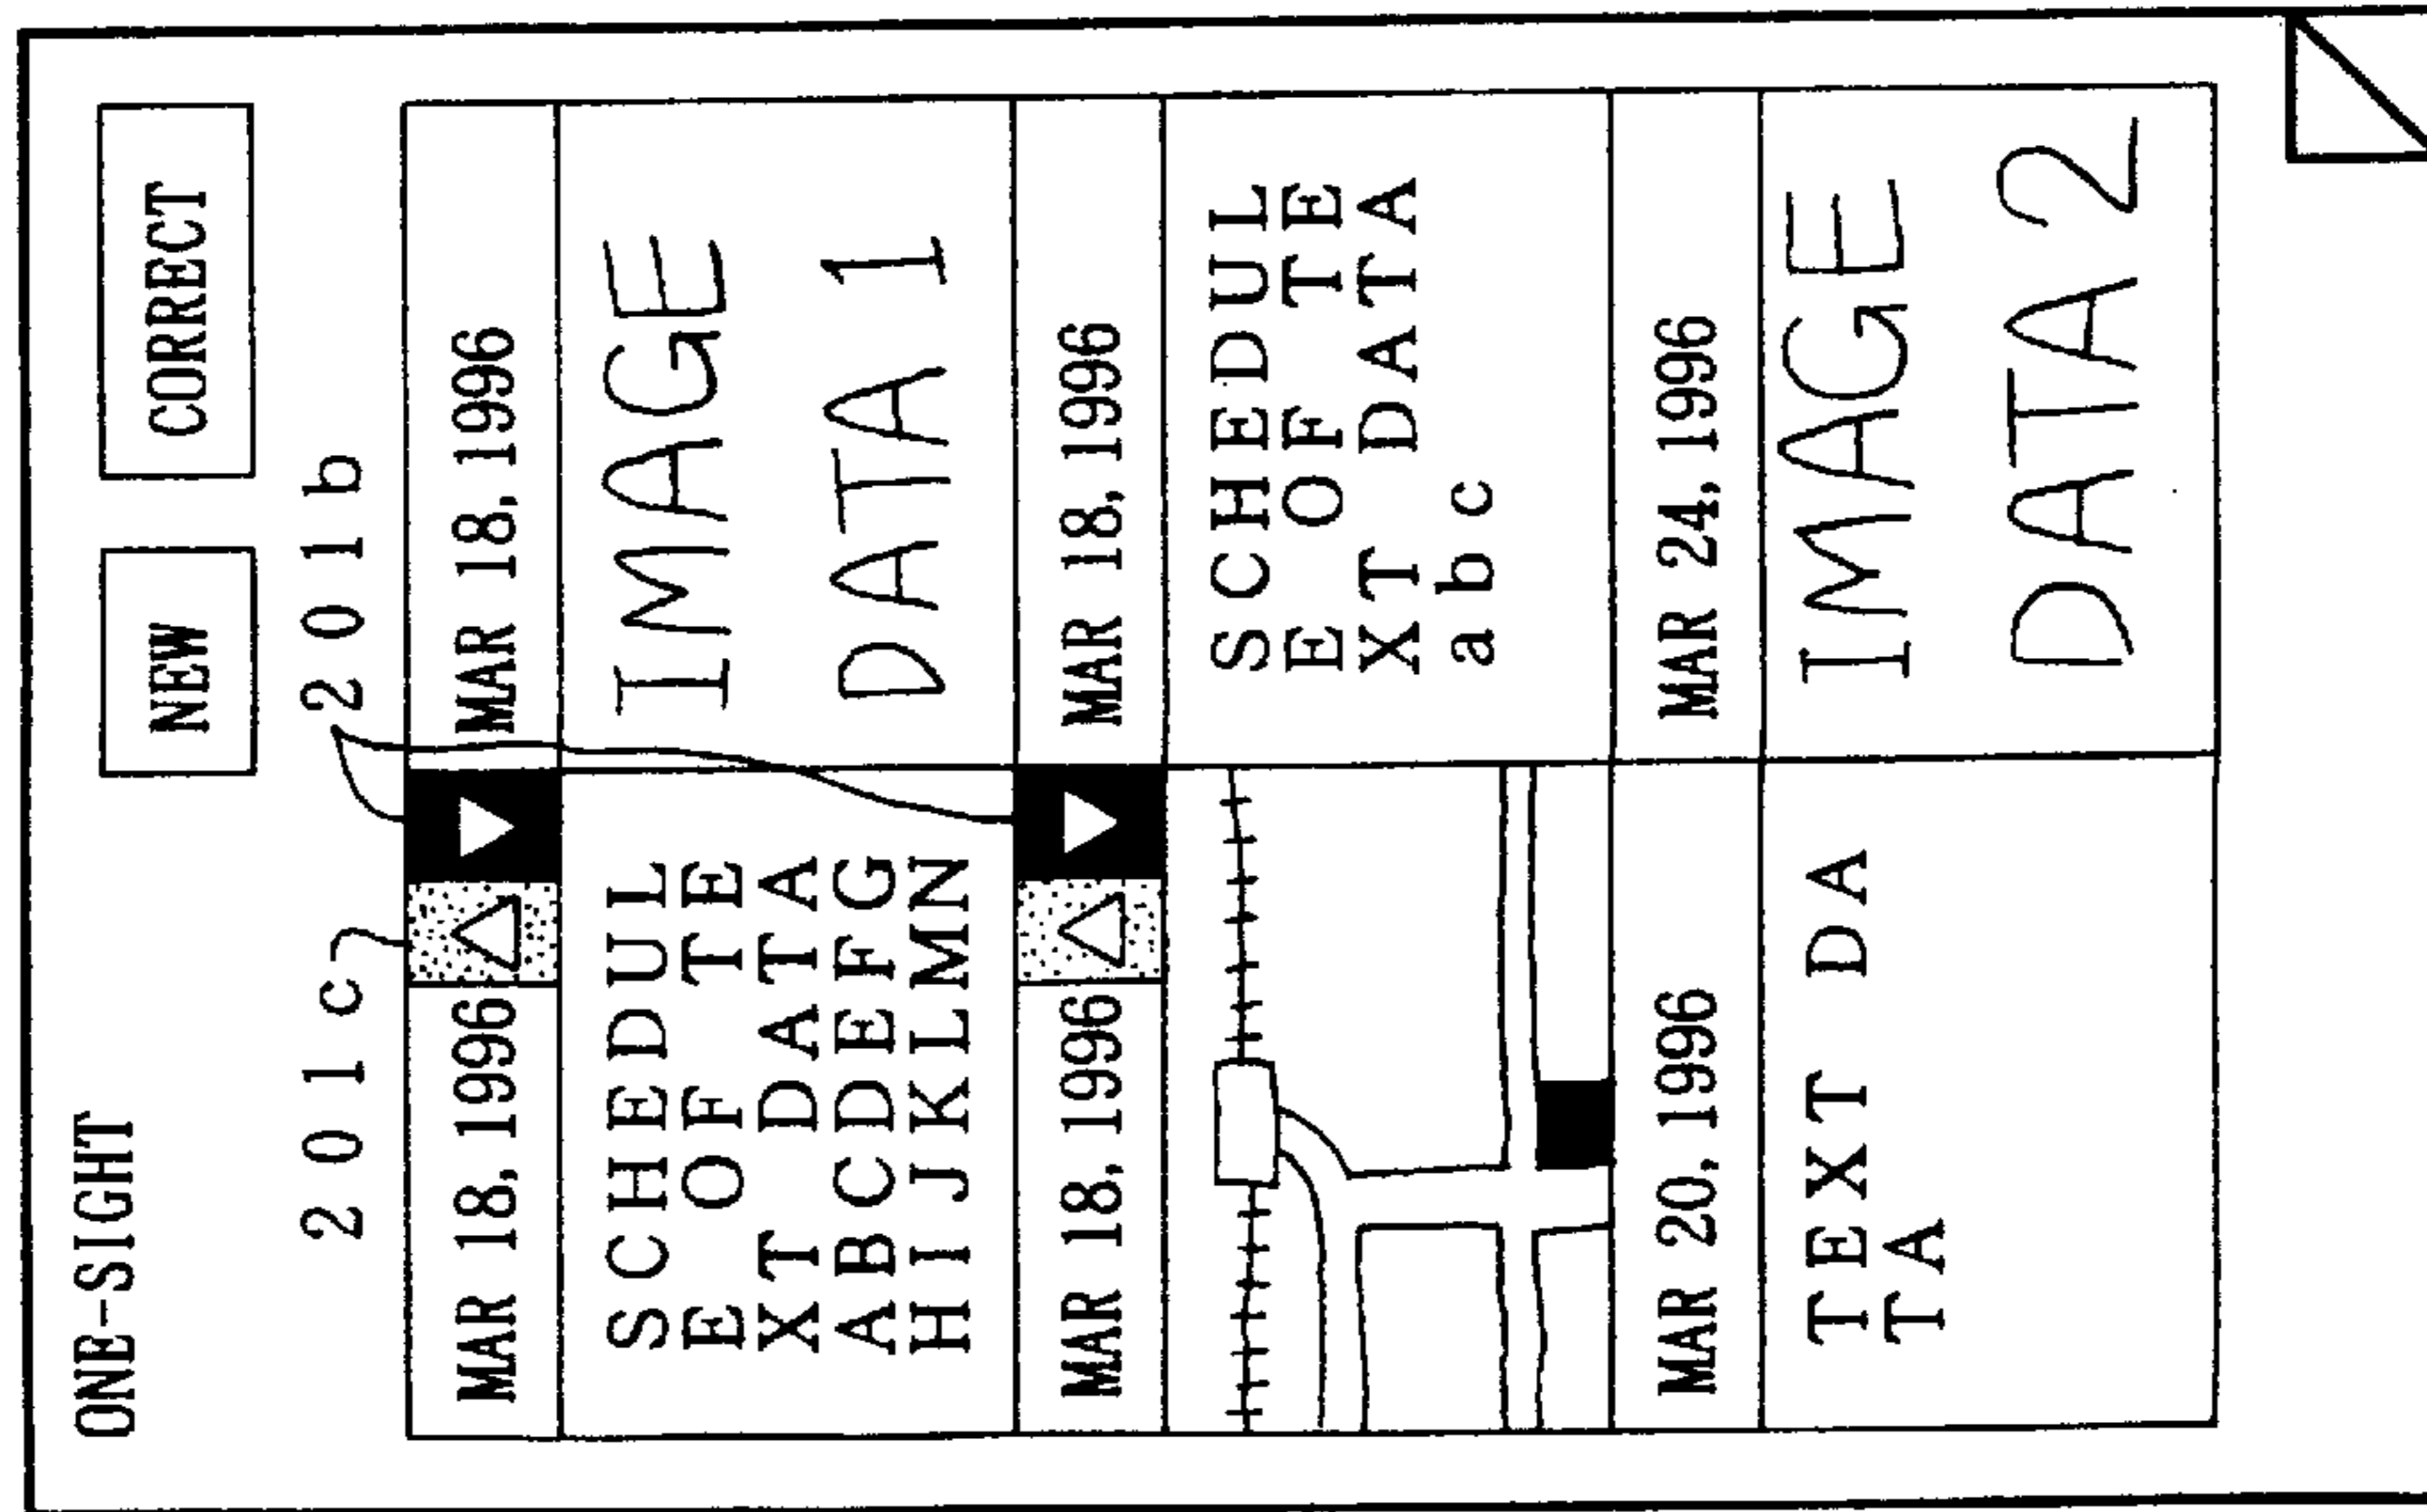 ONE-SIGHT
NEW
CORRECT
201c
201b
MAR 18, 1996
MAR 18, 1996
SCHEDUL
E OF TE
XT DATA
ABCDEFG
HIJKLMN
IMAGE
DATA 1
MAR 18, 1996
MAR 18, 1996
SCHEDUL
E OF TE
XT DATA
abc
MAR 20, 1996
MAR 24, 1996
TEXT DA
TA
IMAGE
DATA 2